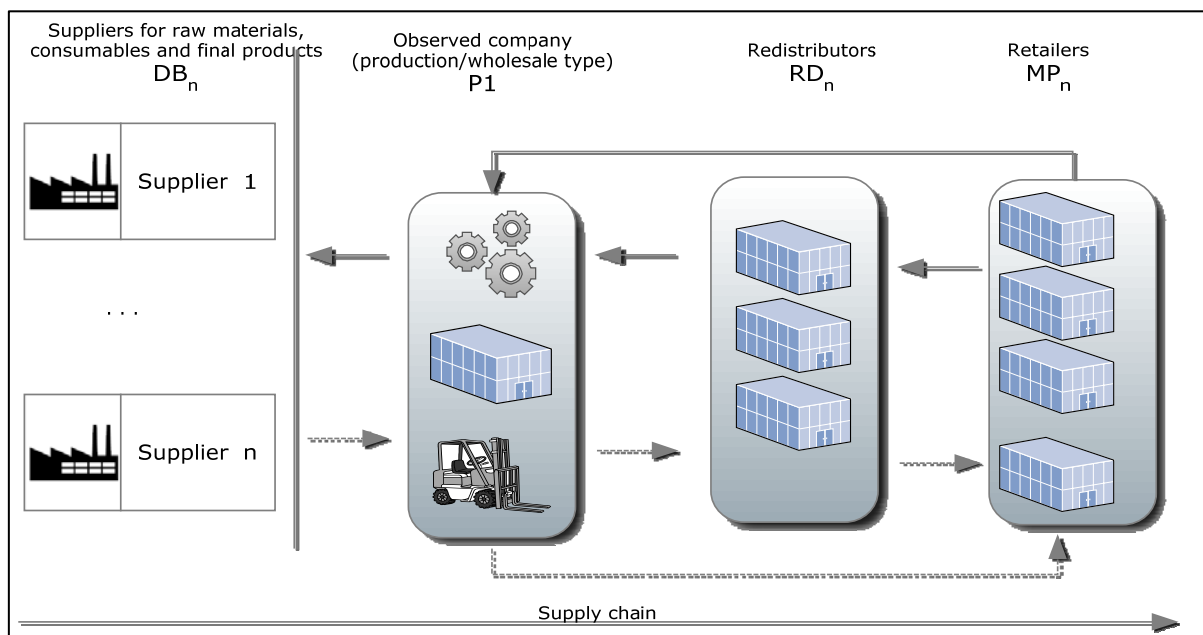 Suppliers for raw materials,
consumables and final products
DBn
Observed company
(production/wholesale type)
P1
Redistributors
RDn
Retailers
MPn
Supplier 1
. . .
Supplier n
Supply chain